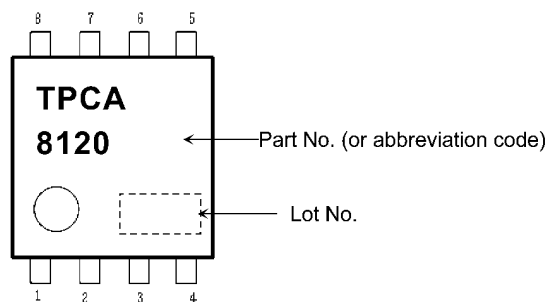 8 7 6 5
TPCA
8120
Part No. (or abbreviation code)
Lot No.
1 2 3 4